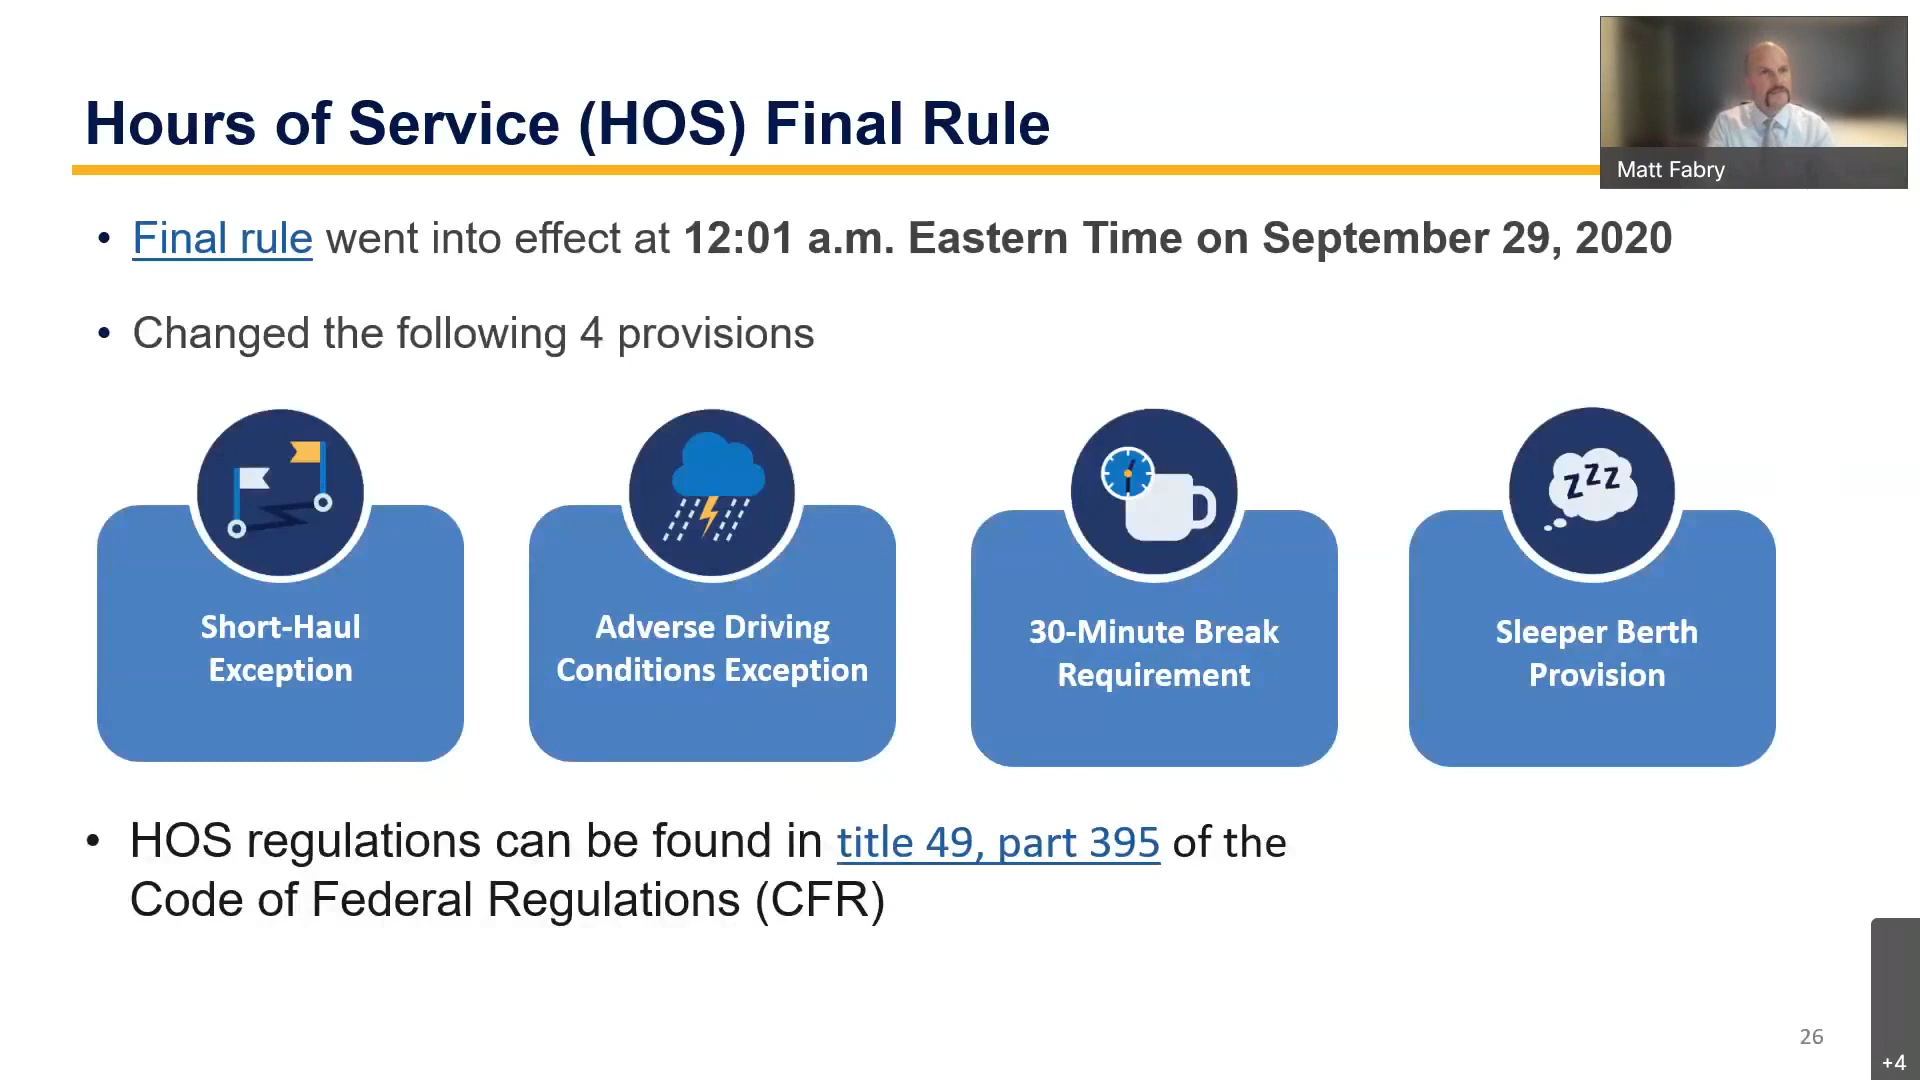 Hours of Service (HOS) Final Rule
Matt Fabry
• Final rule went into effect at 12:01 a.m. Eastern Time on September 29, 2020
• Changed the following 4 provisions
Short-Haul
Exception
Adverse Driving
Conditions Exception
30-Minute Break
Requirement
zzz
Sleeper Berth
Provision
• HOS regulations can be found in title 49, part 395 of the
Code of Federal Regulations (CFR)
26
+4